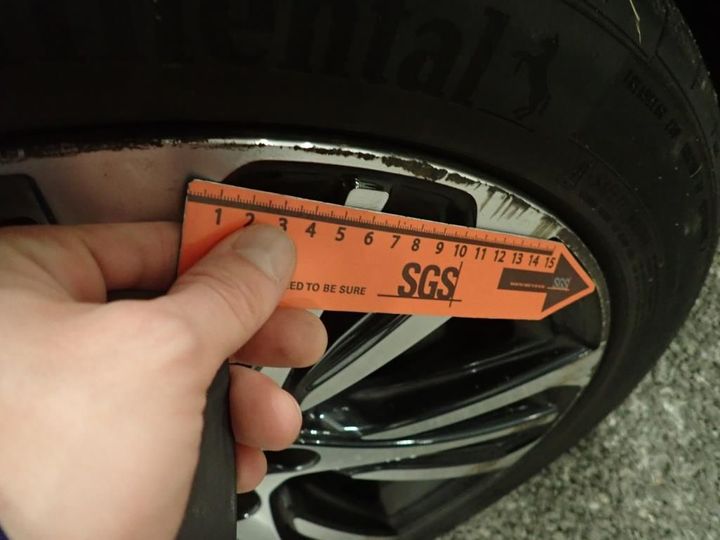 ntinental
1 2 3 4 5 6 7 8 9 10 11 12 13 14 15
ED TO BE SURE
SGS
SGS